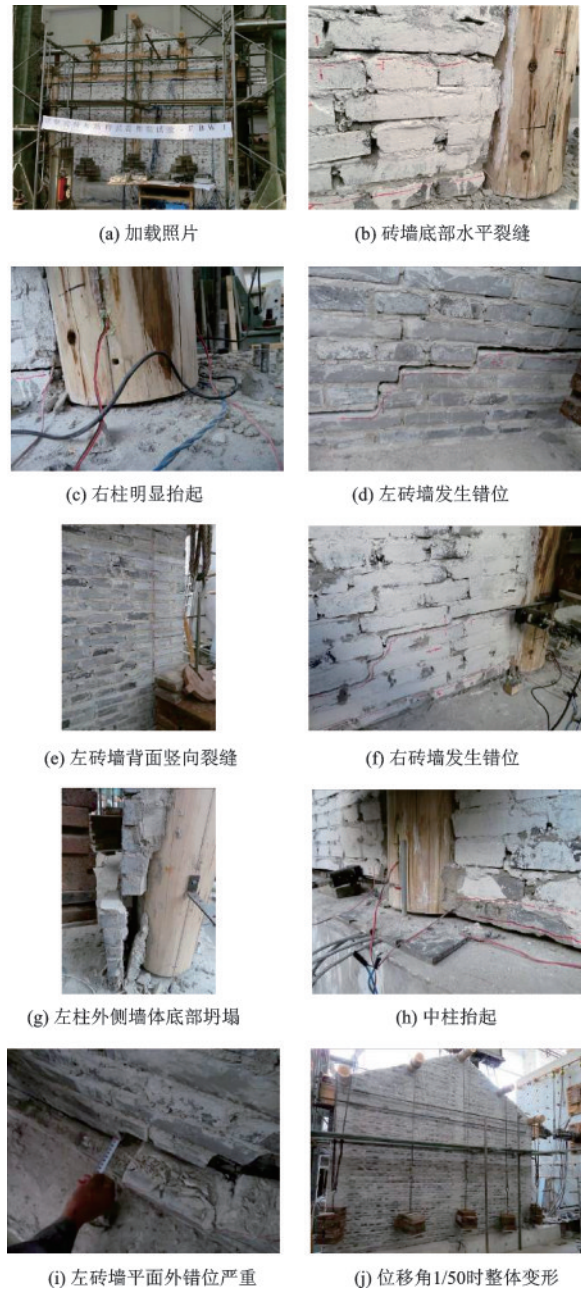 (a) 加载照片
(b) 砖墙底部水平裂缝
(c) 右柱明显抬起
(d) 左砖墙发生错位
(e) 左砖墙背面竖向裂缝
(f) 右砖墙发生错位
(g) 左柱外侧墙体底部坍塌
(h) 中柱抬起
(i) 左砖墙平面外错位严重
(j) 位移角1/50时整体变形